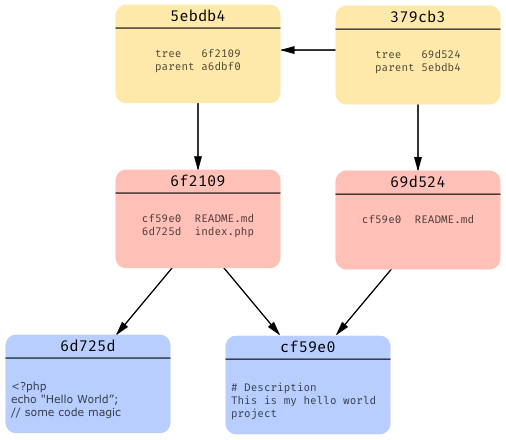 5ebdb4
tree 6f2109
parent a6dbf0
379cb3
tree 69d524
parent 5ebdb4
6f2109
cf59e0 README.md
6d725d index.php
69d524
cf59e0 README.md
6d725d
<?php
echo "Hello World”;
// some code magic
cf59e0
# Description
This is my hello world
project